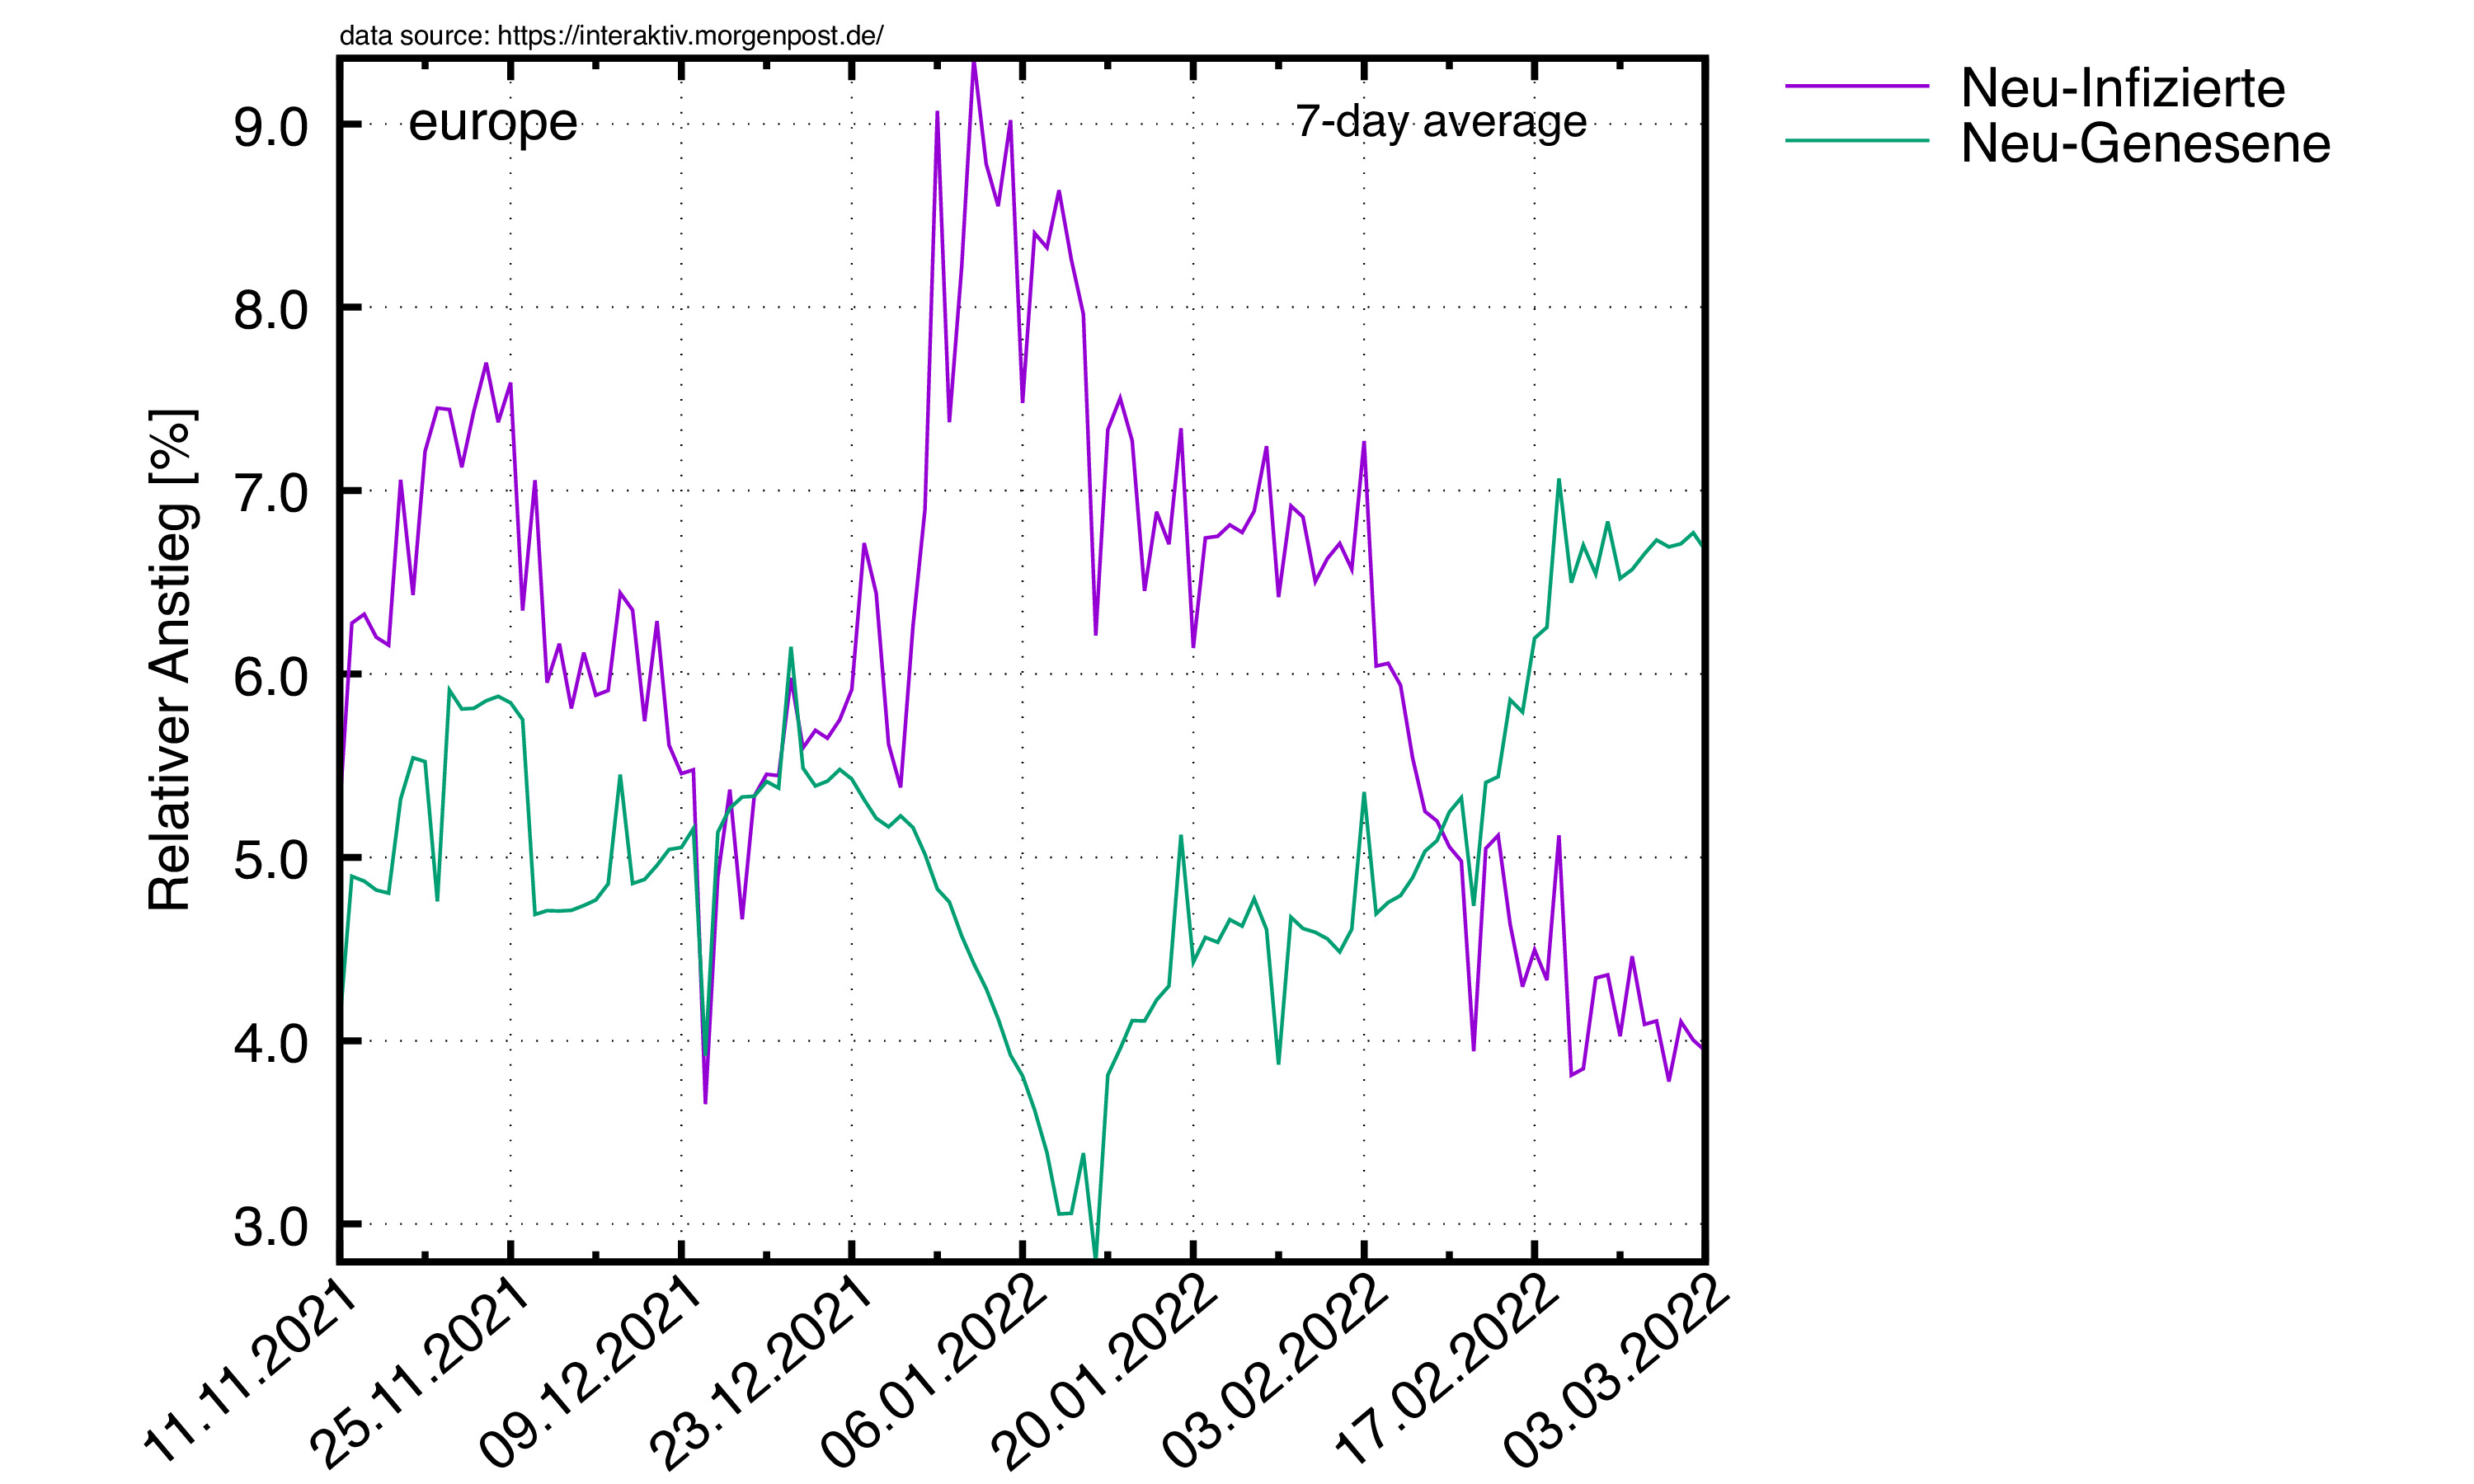 data source: https://interaktiv.morgenpost.de/
europe
7-day average
Neu-Infizierte
Neu-Genesene
Relativer Anstieg [%]
9.0
8.0
7.0
6.0
5.0
4.0
3.0
11.11.2021
25.11.2021
09.12.2021
23.12.2021
06.01.2022
20.01.2022
03.02.2022
17.02.2022
03.03.2022